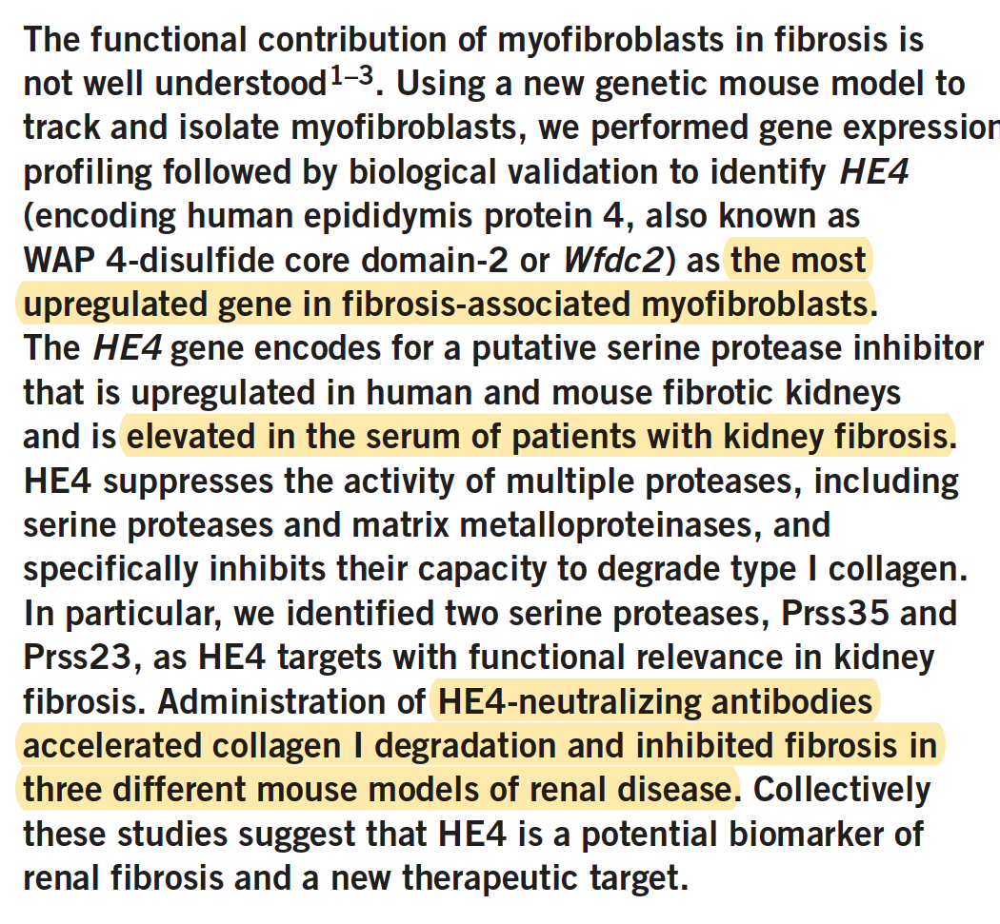 The functional contribution of myofibroblasts in fibrosis is
not well understood1–3. Using a new genetic mouse model to
track and isolate myofibroblasts, we performed gene expression
profiling followed by biological validation to identify HE4
(encoding human epididymis protein 4, also known as
WAP 4-disulfide core domain-2 or Wfdc2) as the most
upregulated gene in fibrosis-associated myofibroblasts.
The HE4 gene encodes for a putative serine protease inhibitor
that is upregulated in human and mouse fibrotic kidneys
and is elevated in the serum of patients with kidney fibrosis.
HE4 suppresses the activity of multiple proteases, including
serine proteases and matrix metalloproteinases, and
specifically inhibits their capacity to degrade type I collagen.
In particular, we identified two serine proteases, Prss35 and
Prss23, as HE4 targets with functional relevance in kidney
fibrosis. Administration of HE4-neutralizing antibodies
accelerated collagen I degradation and inhibited fibrosis in
three different mouse models of renal disease. Collectively
these studies suggest that HE4 is a potential biomarker of
renal fibrosis and a new therapeutic target.